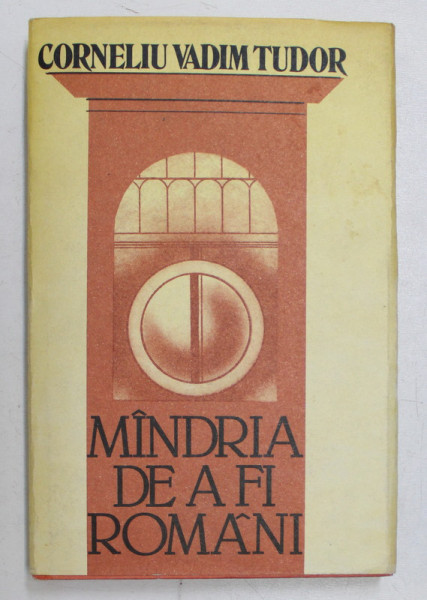 CORNELIU VADIM TUDOR
MÎNDRIA
DE A FI
ROMÂNI